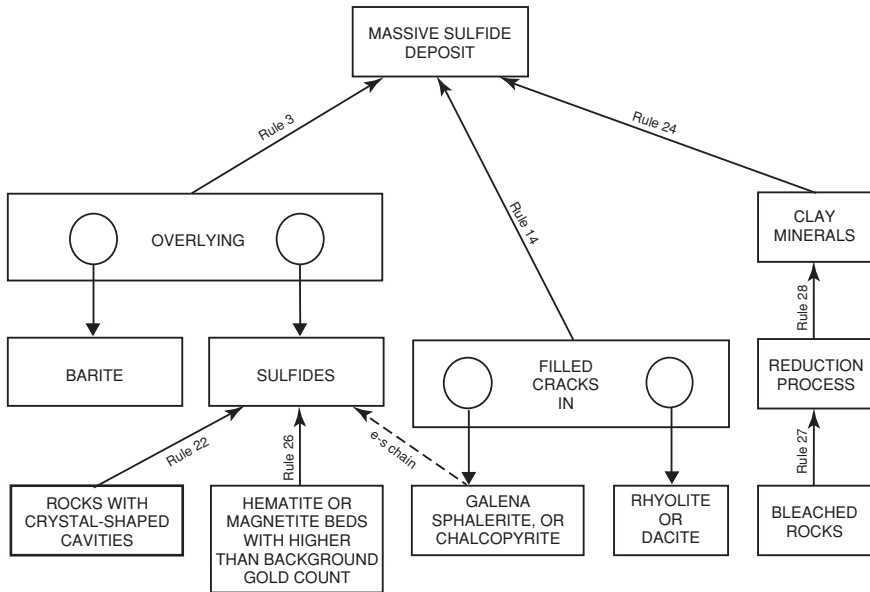 MASSIVE SULFIDE
DEPOSIT
Rule 3
Rule 14
Rule 24
OVERLYING
CLAY
MINERALS
Rule 28
BARITE
SULFIDES
FILLED
CRACKS
IN
REDUCTION
PROCESS
Rule 22
Rule 26
e-s chain
Rule 27
ROCKS WITH
CRYSTAL-SHAPED
CAVITIES
HEMATITE OR
MAGNETITE BEDS
WITH HIGHER
THAN BACKGROUND
GOLD COUNT
GALENA
SPHALERITE, OR
CHALCOPYRITE
RHYOLITE
OR
DACITE
BLEACHED
ROCKS